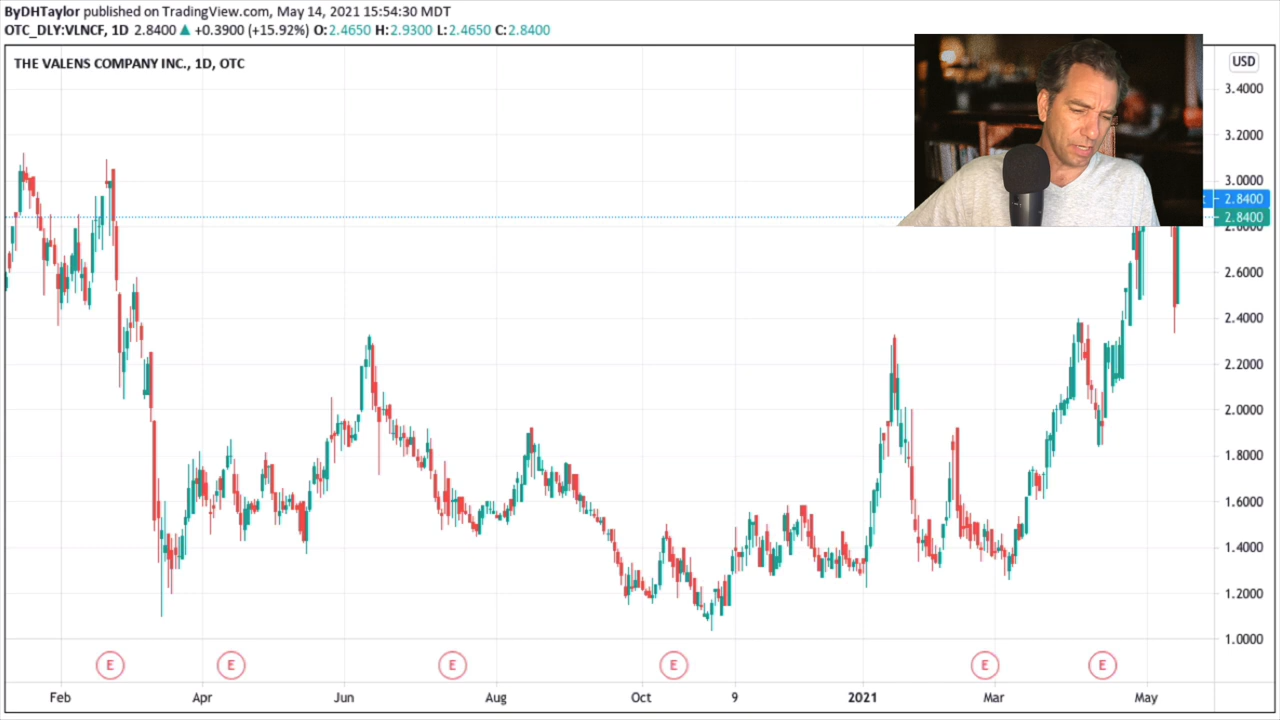 ByDHTaylor published on TradingView.com, May 14, 2021 15:54:30 MDT
OTC_DLY:VLNCF, 1D 2.8400 ▲ +0.3900 (+15.92%) O:2.4650 H:2.9300 L:2.4650 C:2.8400
THE VALENS COMPANY INC., 1D, OTC
USD
3.4000
3.2000
3.0000
2.8400
2.8400
2.8000
2.6000
2.4000
2.2000
2.0000
1.8000
1.6000
1.4000
1.2000
1.0000
E E E E E E
Feb Apr Jun Aug Oct 9 2021 Mar May